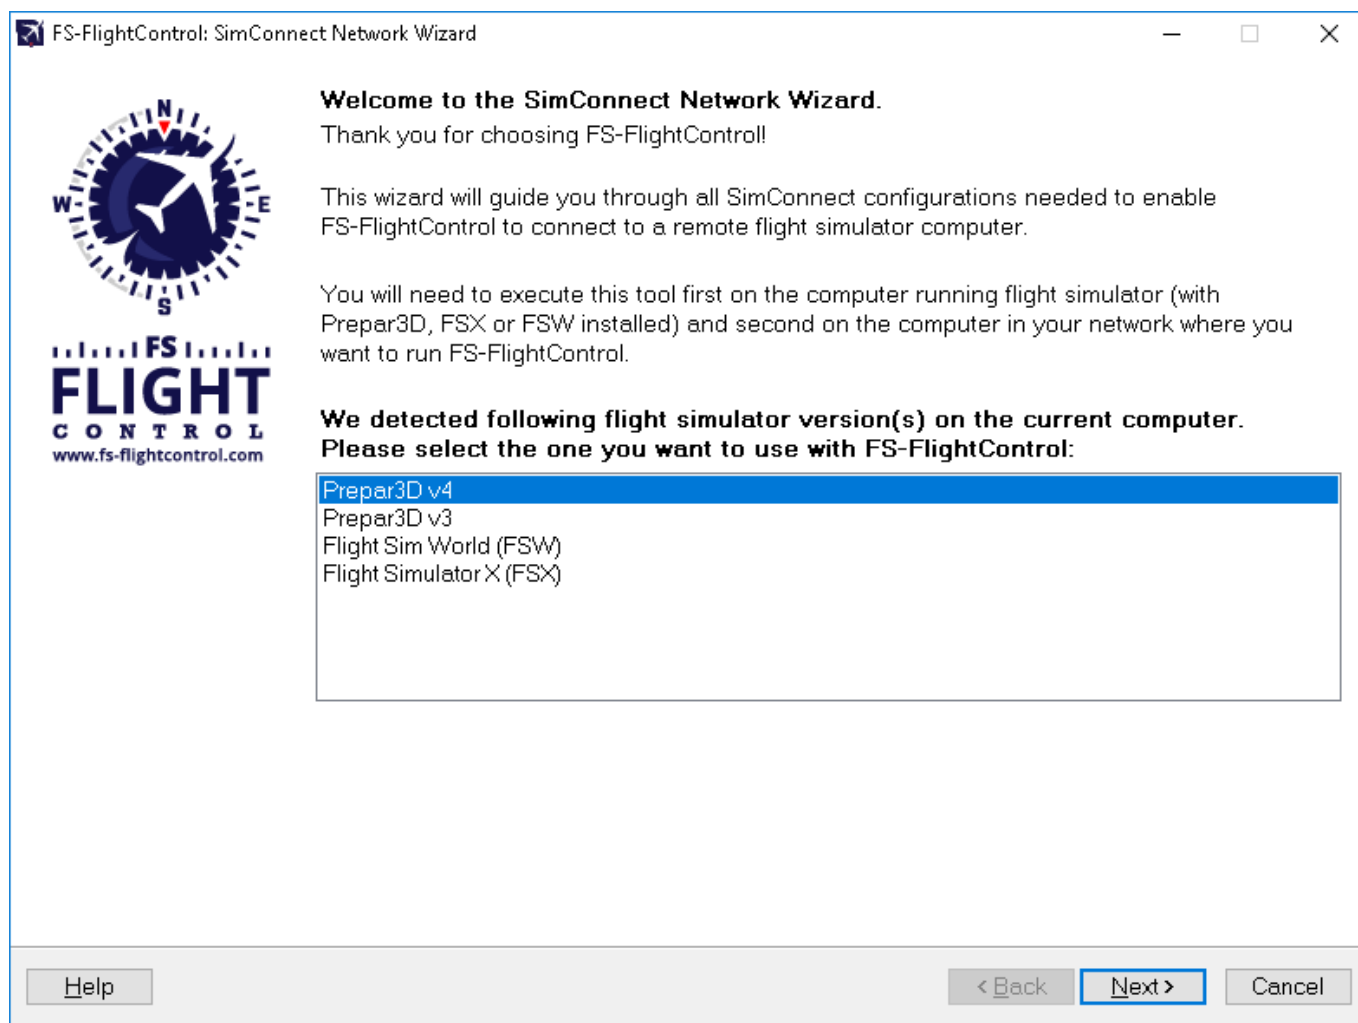 FS-FlightControl: SimConnect Network Wizard
N
W
E
S
FS
FLIGHT
CONTROL
www.fs-flightcontrol.com
Welcome to the SimConnect Network Wizard.
Thank you for choosing FS-FlightControl!
This wizard will guide you through all SimConnect configurations needed to enable
FS-FlightControl to connect to a remote flight simulator computer.
You will need to execute this tool first on the computer running flight simulator (with
Prepar3D, FSX or FSW installed) and second on the computer in your network where you
want to run FS-FlightControl.
We detected following flight simulator version(s) on the current computer.
Please select the one you want to use with FS-FlightControl:
Prepar3D v4
Prepar3D v3
Flight Sim World (FSW)
Flight Simulator X (FSX)
Help
< Back
Next >
Cancel